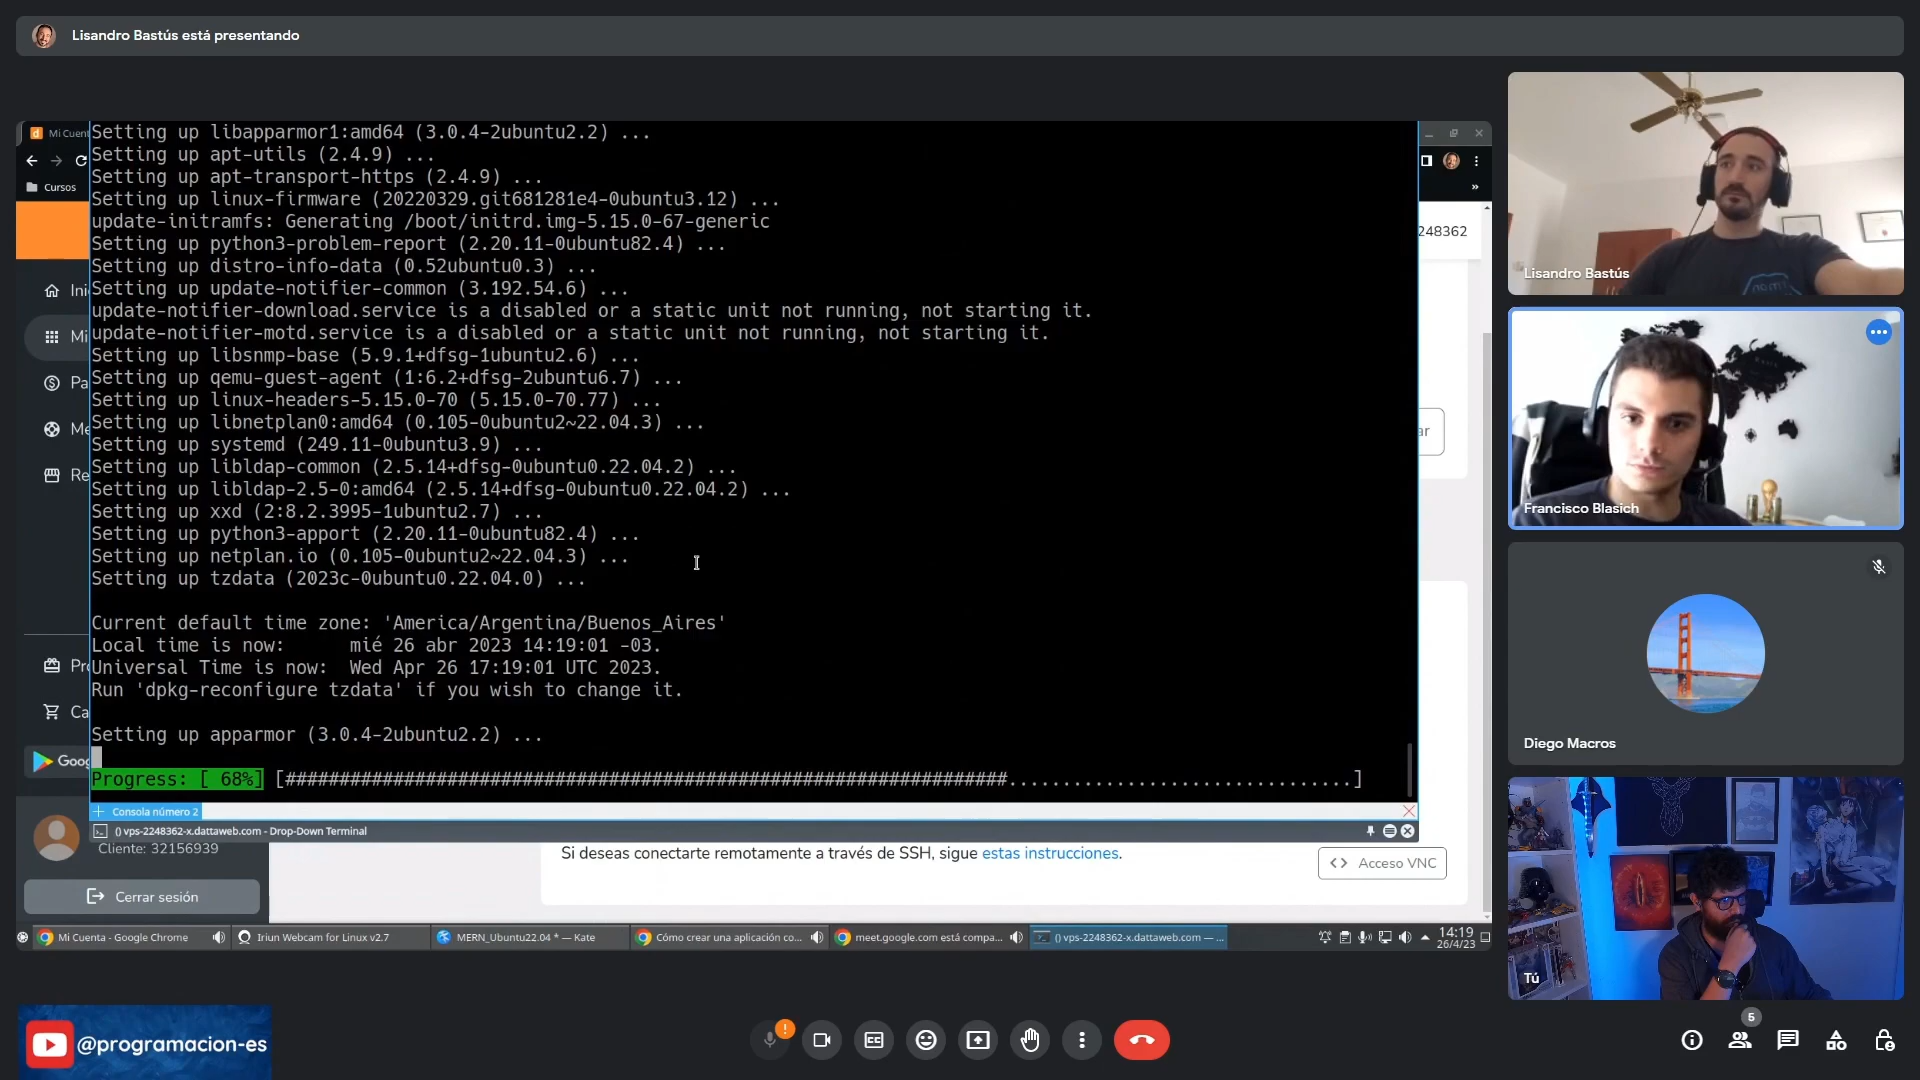 Lisandro Bastús está presentando
Mi Cuent
Cursos
Setting up libapparmor1:amd64 (3.0.4-2ubuntu2.2) ...
Setting up apt-utils (2.4.9) ...
Setting up apt-transport-https (2.4.9) ...
Setting up linux-firmware (20220329.git681281e4-0ubuntu3.12) ...
update-initramfs: Generating /boot/initrd.img-5.15.0-67-generic
Setting up python3-problem-report (2.20.11-0ubuntu82.4) ...
Setting up distro-info-data (0.52ubuntu0.3) ...
Setting up update-notifier-common (3.192.54.6) ...
update-notifier-download.service is a disabled or a static unit not running, not starting it.
update-notifier-motd.service is a disabled or a static unit not running, not starting it.
Setting up libsnmp-base (5.9.1+dfsg-1ubuntu2.6) ...
Setting up qemu-guest-agent (1:6.2+dfsg-2ubuntu6.7) ...
Setting up linux-headers-5.15.0-70 (5.15.0-70.77) ...
Setting up libnetplan0:amd64 (0.105-0ubuntu2~22.04.3) ...
Setting up systemd (249.11-0ubuntu3.9) ...
Setting up libldap-common (2.5.14+dfsg-0ubuntu0.22.04.2) ...
Setting up libldap-2.5-0:amd64 (2.5.14+dfsg-0ubuntu0.22.04.2) ...
Setting up xxd (2:8.2.3995-1ubuntu2.7) ...
Setting up python3-apport (2.20.11-0ubuntu82.4) ...
Setting up netplan.io (0.105-0ubuntu2~22.04.3) ...
Setting up tzdata (2023c-0ubuntu0.22.04.0) ...
Current default time zone: 'America/Argentina/Buenos_Aires'
Local time is now:      mié 26 abr 2023 14:19:01 -03.
Universal Time is now:  Wed Apr 26 17:19:01 UTC 2023.
Run 'dpkg-reconfigure tzdata' if you wish to change it.
Setting up apparmor (3.0.4-2ubuntu2.2) ...
Progress: [ 68%] [###################################################################................................]
Ini
Mi
Pa
Me
Re
Pro
Ca
Goog
248362
ar
Consola número 2
() vps-2248362-x.dattaweb.com - Drop-Down Terminal
Cliente: 32156939
Cerrar sesión
Si deseas conectarte remotamente a través de SSH, sigue estas instrucciones.
<> Acceso VNC
Mi Cuenta - Google Chrome
Iriun Webcam for Linux v2.7
MERN_Ubuntu22.04 * — Kate
Cómo crear una aplicación co...
meet.google.com está compa...
() vps-2248362-x.dattaweb.com — ...
14:19
26/4/23
Lisandro Bastús
Francisco Blasich
Diego Macros
Tú
@programacion-es
5